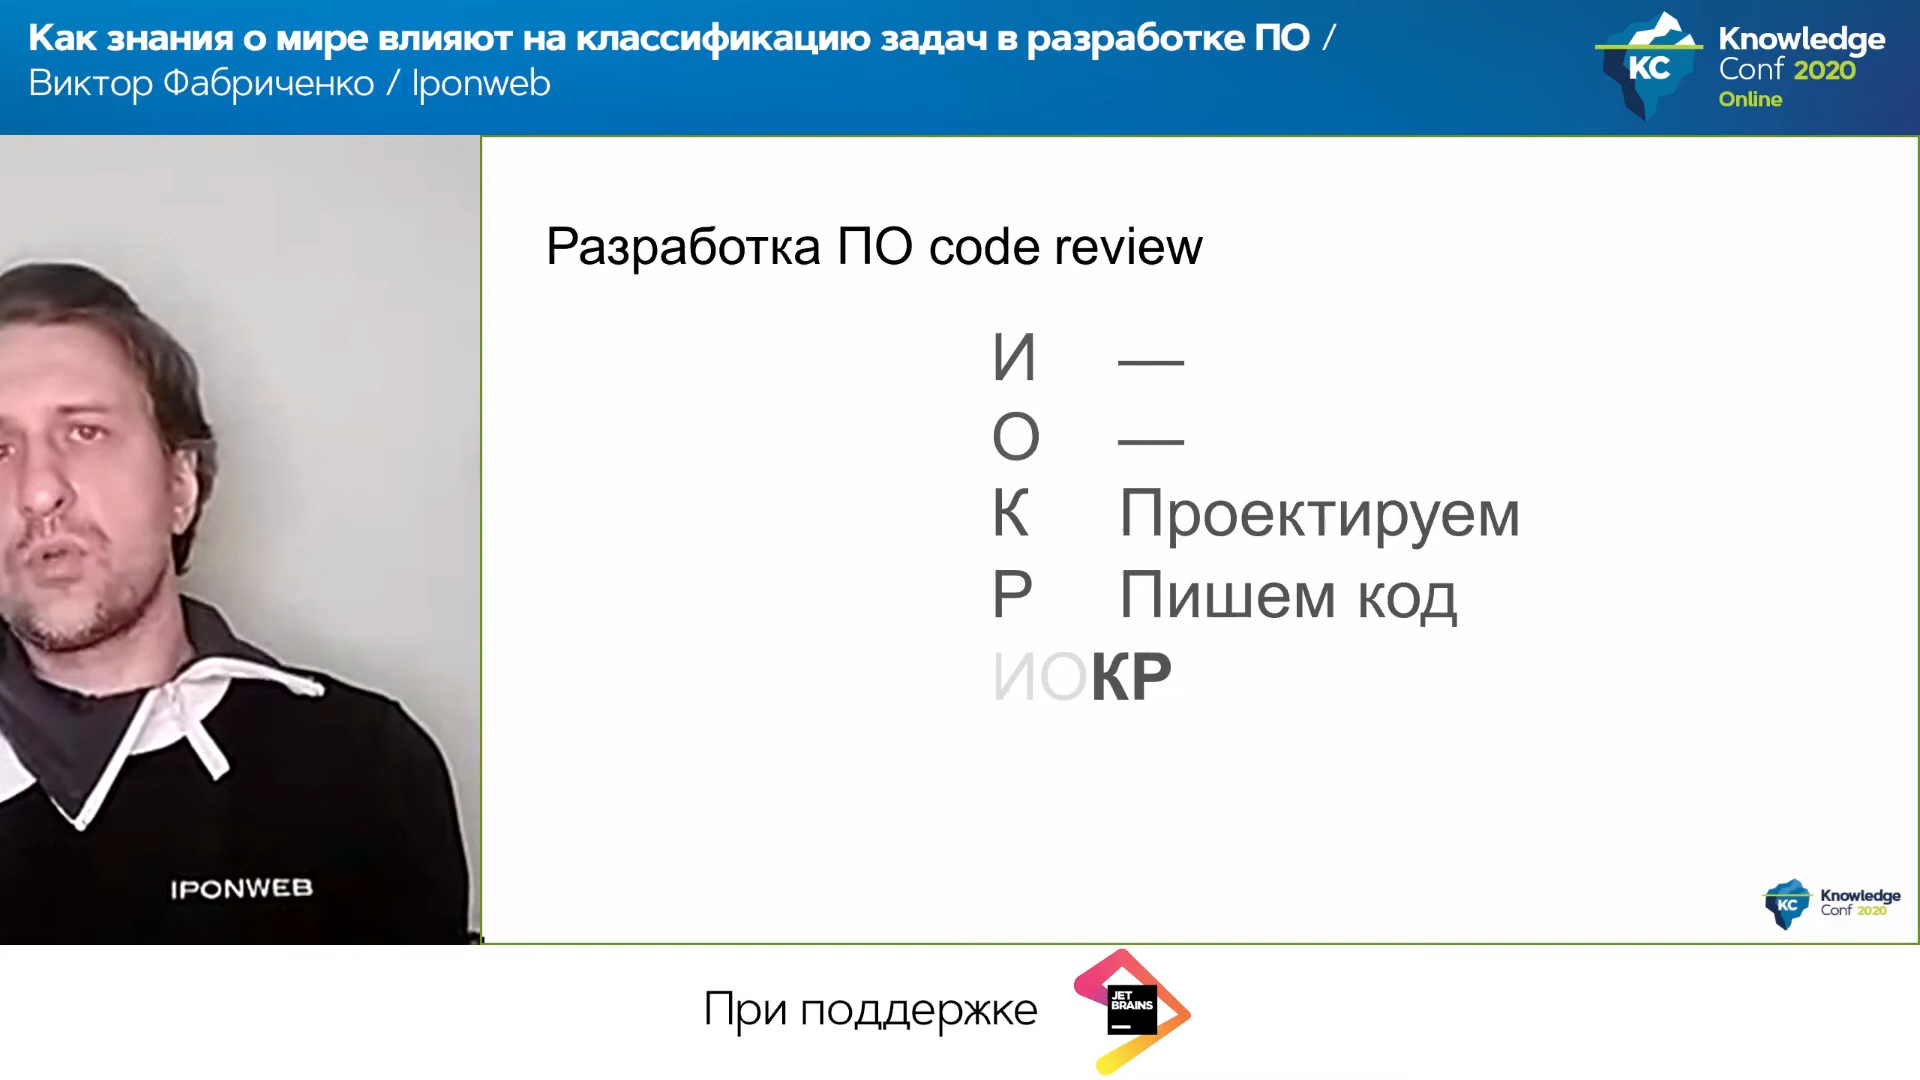 Как знания о мире влияют на классификацию задач в разработке ПО /
Виктор Фабриченко / Iponweb
KC
Knowledge
Conf 2020
Online
Разработка ПО code review
И —
О —
К Проектируем
Р Пишем код
ИОКР
IPONWEB
KC
Knowledge
Conf 2020
При поддержке
JET
BRAINS